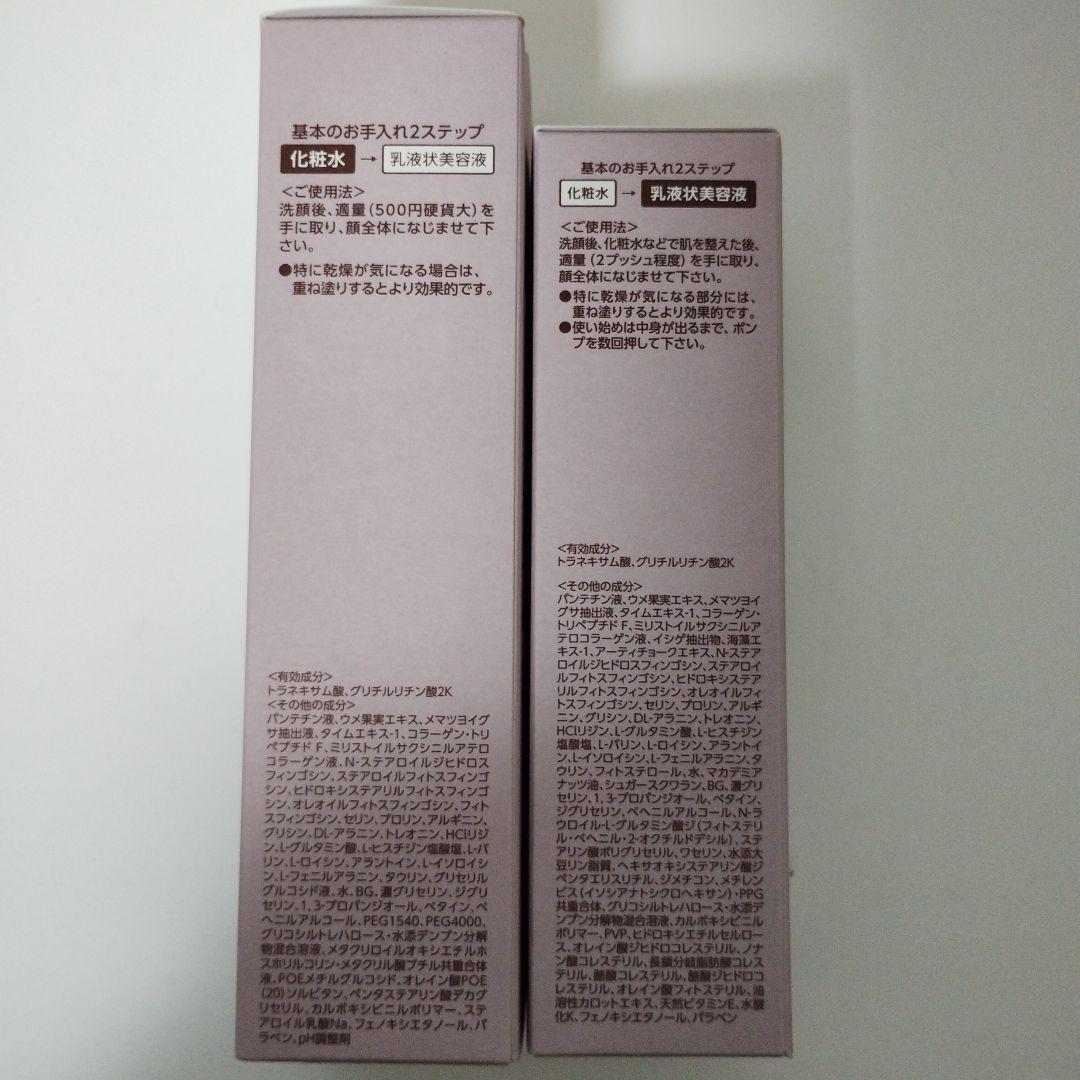 基本のお手入れ2ステップ
化粧水 → 乳液状美容液
<ご使用法>
洗顔後、適量(500円硬貨大)を
手に取り、顔全体になじませて下
さい。
●特に乾燥が気になる場合は、
重ね塗りするとより効果的です。
<有効成分>
トラネキサム酸、グリチルリチン酸2K
<その他の成分>
パンテチン液、ウメ果実エキス、メマツヨイグ
サ抽出液、タイムエキス-1、コラーゲン・トリ
ペプチド F、ミリストイルサクシニルアテロ
コラーゲン液、N-ステアロイルジヒドロス
フィンゴシン、ステアロイルフィトスフィンゴ
シン、ヒドロキシステアリルフィトスフィンゴ
シン、オレオイルフィトスフィンゴシン、フィト
スフィンゴシン、セリン、プロリン、アルギニン、
グリシン、DL-アラニン、トレオニン、HClリジ
ン、L-グルタミン酸、L-ヒスチジン塩酸塩、L-バ
リン、L-ロイシン、アラントイン、L-イソロイシ
ン、L-フェニルアラニン、タウリン、グリセリル
グルコシド液、水、BG、濃グリセリン、ジグリ
セリン、1,3-プロパンジオール、ベタイン、ベ
ヘニルアルコール、PEG1540、PEG4000、
グリコシルトレハロース・水添デンプン分解
物混合溶液、メタクリロイルオキシエチルホ
スホリルコリン・メタクリル酸ブチル共重合体
液、POEメチルグルコシド、オレイン酸POE
(20)ソルビタン、ペンタステアリン酸デカグ
リセリル、カルボキシビニルポリマー、ステ
アロイル乳酸Na、フェノキシエタノール、パ
ラベン、pH調整剤
基本のお手入れ2ステップ
化粧水 → 乳液状美容液
<ご使用法>
洗顔後、化粧水などで肌を整えた後、
適量(2プッシュ程度)を手に取り、
顔全体になじませて下さい。
●特に乾燥が気になる部分には、
重ね塗りするとより効果的です。
●使い始めは中身が出るまで、ポン
プを数回押して下さい。
<有効成分>
トラネキサム酸、グリチルリチン酸2K
<その他の成分>
パンテチン液、ウメ果実エキス、メマツヨイ
グサ抽出液、タイムエキス-1、コラーゲン・
トリペプチド F、ミリストイルサクシニルア
テロコラーゲン液、イシゲ抽出物、海藻エ
キス-1、アーティチョークエキス、N-ステア
ロイルジヒドロスフィンゴシン、ステアロイ
ルフィトスフィンゴシン、ヒドロキシステア
リルフィトスフィンゴシン、オレオイルフィ
トスフィンゴシン、セリン、プロリン、アルギ
ニン、グリシン、DL-アラニン、トレオニン、
HClリジン、L-グルタミン酸、L-ヒスチジン
塩酸塩、L-バリン、L-ロイシン、アラントイ
ン、L-イソロイシン、L-フェニルアラニン、タ
ウリン、フィトステロール、水、マカデミア
ナッツ油、シュガースクワラン、BG、濃グリ
セリン、1,3-プロパンジオール、ベタイン、
ジグリセリン、ベヘニルアルコール、N-ラ
ウロイル-L-グルタミン酸ジ(フィトステリ
ル・ベヘニル・2-オクチルドデシル)、ステ
アリン酸ポリグリセリル、ワセリン、水添大
豆リン脂質、ヘキサオキシステアリン酸ジ
ペンタエリスリチル、ジメチコン、メチレン
ビス(イソシアナトシクロヘキサン)・PPG
共重合体、グリコシルトレハロース・水添デ
ンプン分解物混合溶液、カルボキシビニル
ポリマー、PVP、ヒドロキシエチルセルロー
ス、オレイン酸ジヒドロコレステリル、ノナ
ン酸コレステリル、長鎖分岐脂肪酸コレス
テリル、酪酸コレステリル、酪酸ジヒドロコ
レステリル、オレイン酸フィトステリル、油
溶性カロットエキス、天然ビタミンE、水酸
化K、フェノキシエタノール、パラベン